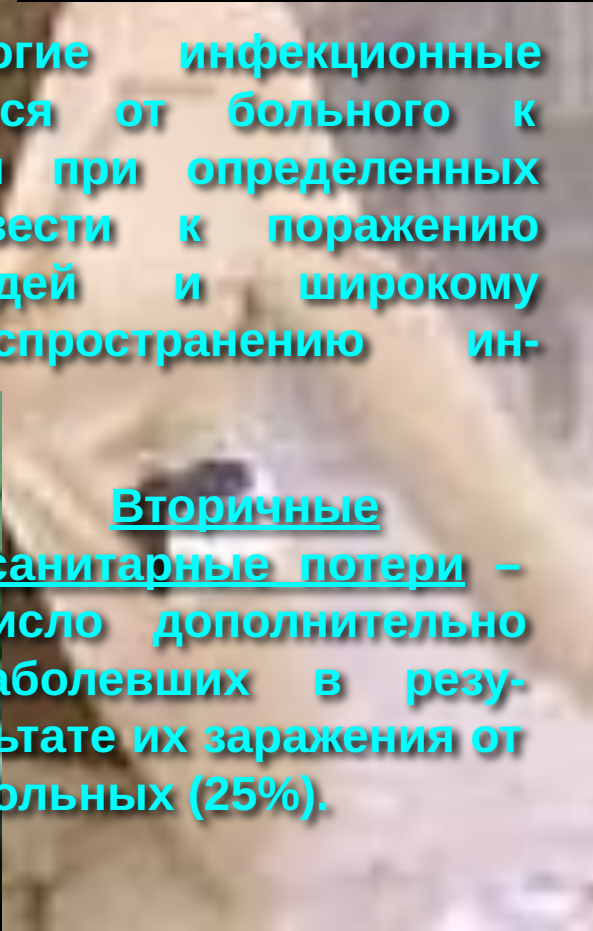 огие инфекционные
ся от больного к
при определенных
вести к поражению
дей и широкому
спространению ин-
Вторичные
санитарные потери –
исло дополнительно
аболевших в резу-
ьтате их заражения от
ольных (25%).